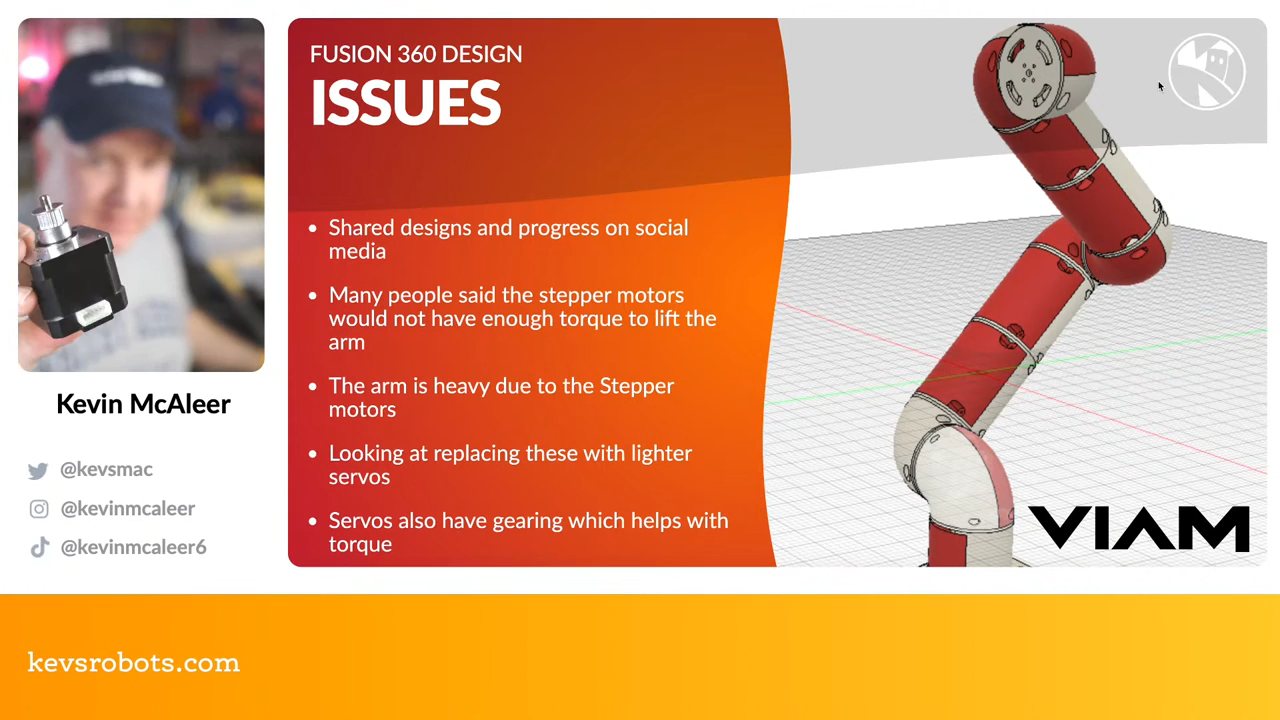 FUSION 360 DESIGN
ISSUES
• Shared designs and progress on social
media
• Many people said the stepper motors
would not have enough torque to lift the
arm
• The arm is heavy due to the Stepper
motors
• Looking at replacing these with lighter
servos
• Servos also have gearing which helps with
torque
VIAM
Kevin McAleer
@kevsmac
@kevinmcaleer
@kevinmcaleer6
kevsrobots.com